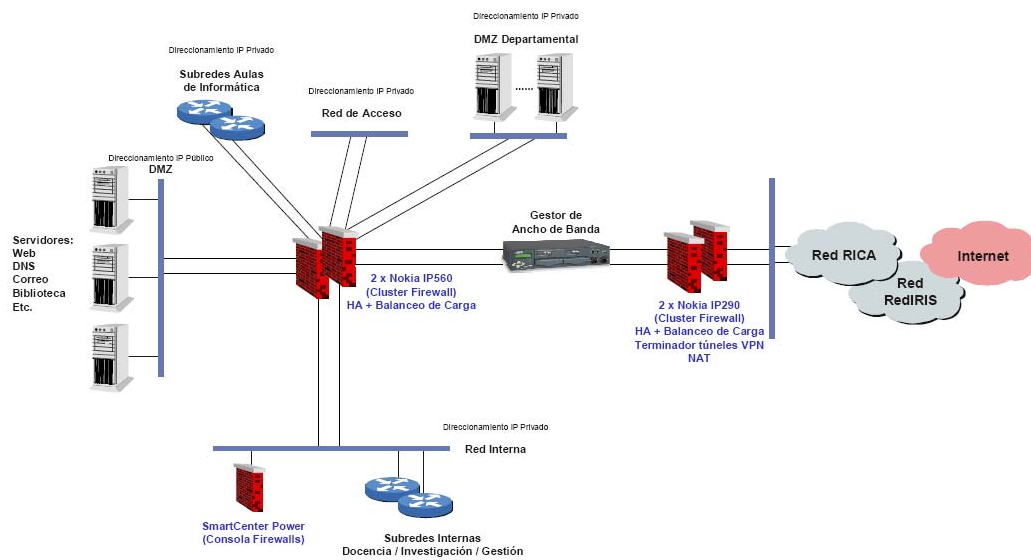 Direccionamiento IP Privado
DMZ Departamental
Direccionamiento IP Privado
Subredes Aulas
de Informática
Direccionamiento IP Privado
Red de Acceso
Direccionamiento IP Público
DMZ
Servidores:
Web
DNS
Correo
Biblioteca
Etc.
Gestor de
Ancho de Banda
2 x Nokia IP560
(Cluster Firewall)
HA + Balanceo de Carga
2 x Nokia IP290
(Cluster Firewall)
HA + Balanceo de Carga
Terminador túneles VPN
NAT
Red RICA
Red
RedIRIS
Internet
Direccionamiento IP Privado
Red Interna
SmartCenter Power
(Consola Firewalls)
Subredes Internas
Docencia / Investigación / Gestión